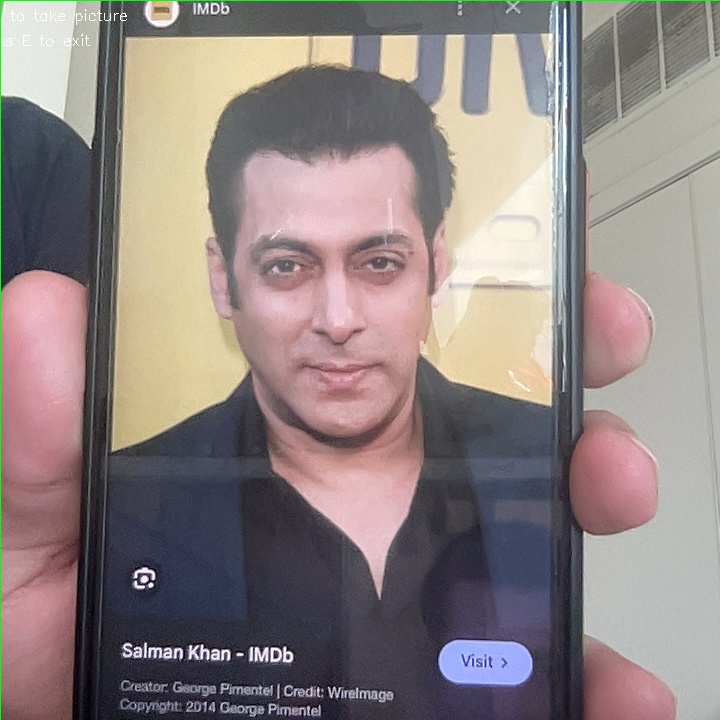 to take picture
s E to exit
IMDb
Salman Khan - IMDb
Visit >
Creator: George Pimentel | Credit: WireImage
Copyright: 2014 George Pimentel